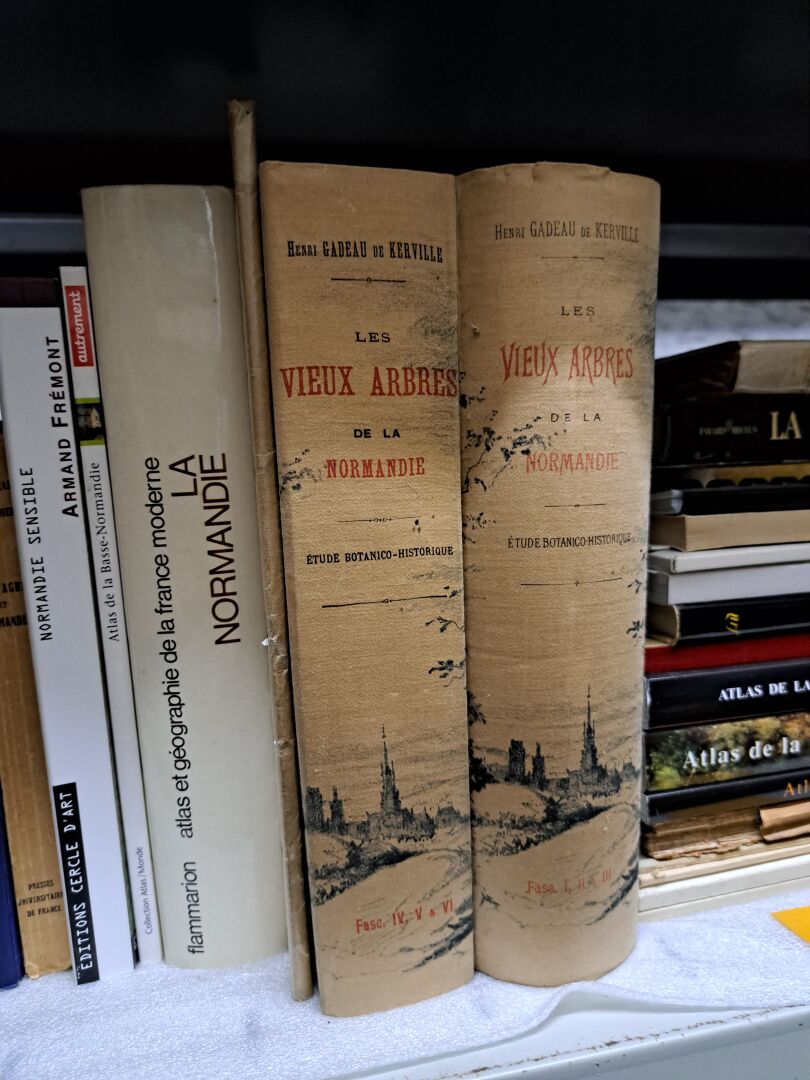 PRESSES
UNIVERSITAIRES
DE FRANCE
NORMANDIE SENSIBLE
ARMAND FRÉMONT
EDITIONS CERCLE D'ART
autrement
Atlas de la Basse-Normandie
Collection Atlas/Monde
LA
NORMANDIE
atlas et géographie de la france moderne
flammarion
HENRI GADEAU DE KERVILLE
LES
VIEUX ARBRES
DE LA
NORMANDIE
ÉTUDE BOTANICO-HISTORIQUE
Fasc. IV, V & VI
HENRI GADEAU DE KERVILLE
LES
VIEUX ARBRES
DE LA
NORMANDIE
ÉTUDE BOTANICO-HISTORIQUE
Fasc. I, II & III
LA
ATLAS DE LA
Atlas de la
Atl